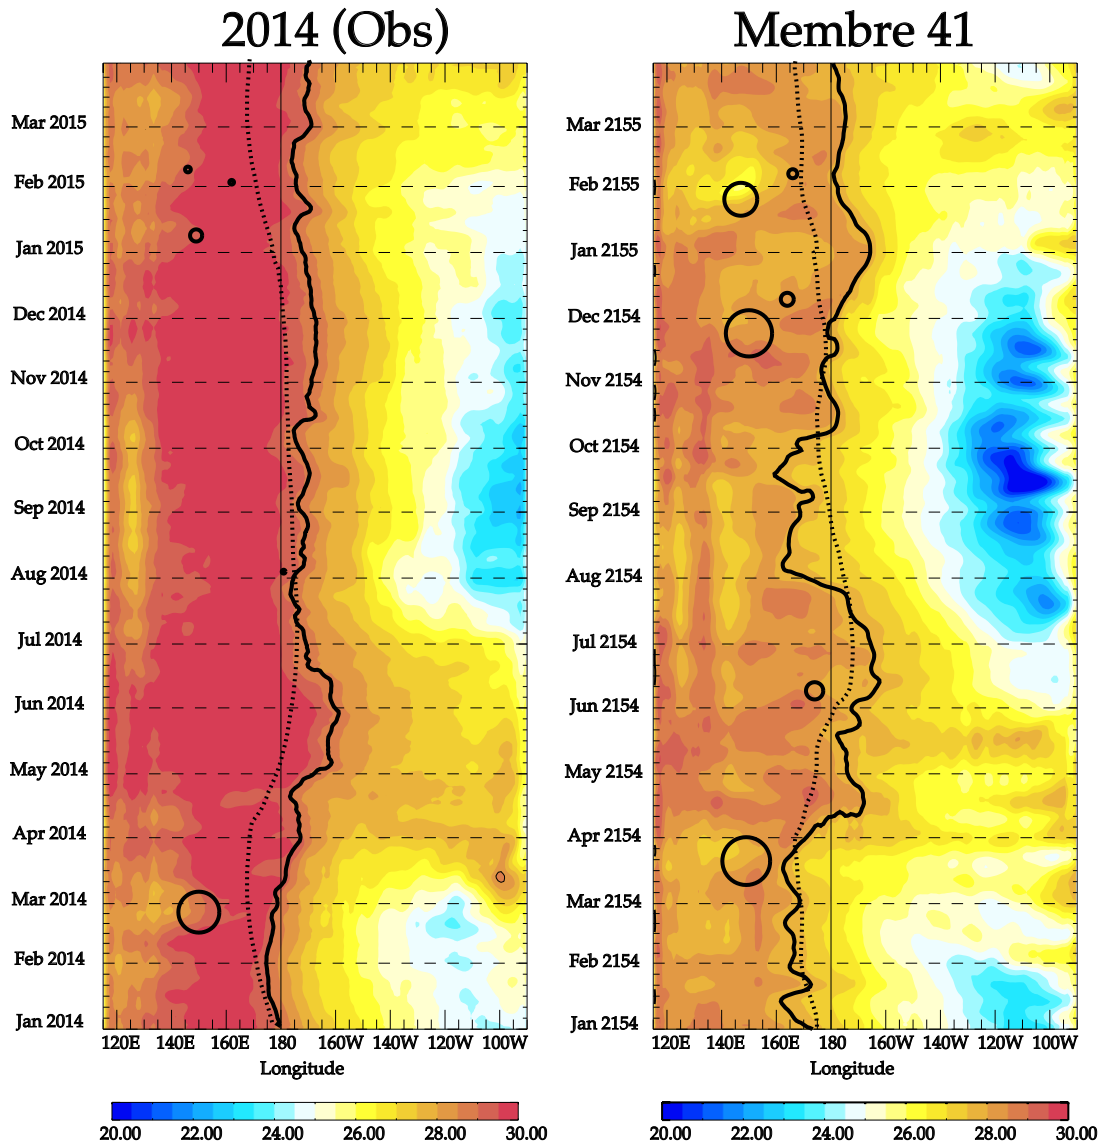 2014 (Obs)
Mar 2015
Feb 2015
Jan 2015
Dec 2014
Nov 2014
Oct 2014
Sep 2014
Aug 2014
Jul 2014
Jun 2014
May 2014
Apr 2014
Mar 2014
Feb 2014
Jan 2014
120E 140E 160E 180 160W 140W 120W 100W
Longitude
20.00 22.00 24.00 26.00 28.00 30.00
Membre 41
Mar 2155
Feb 2155
Jan 2155
Dec 2154
Nov 2154
Oct 2154
Sep 2154
Aug 2154
Jul 2154
Jun 2154
May 2154
Apr 2154
Mar 2154
Feb 2154
Jan 2154
120E 140E 160E 180 160W 140W 120W 100W
Longitude
20.00 22.00 24.00 26.00 28.00 30.00